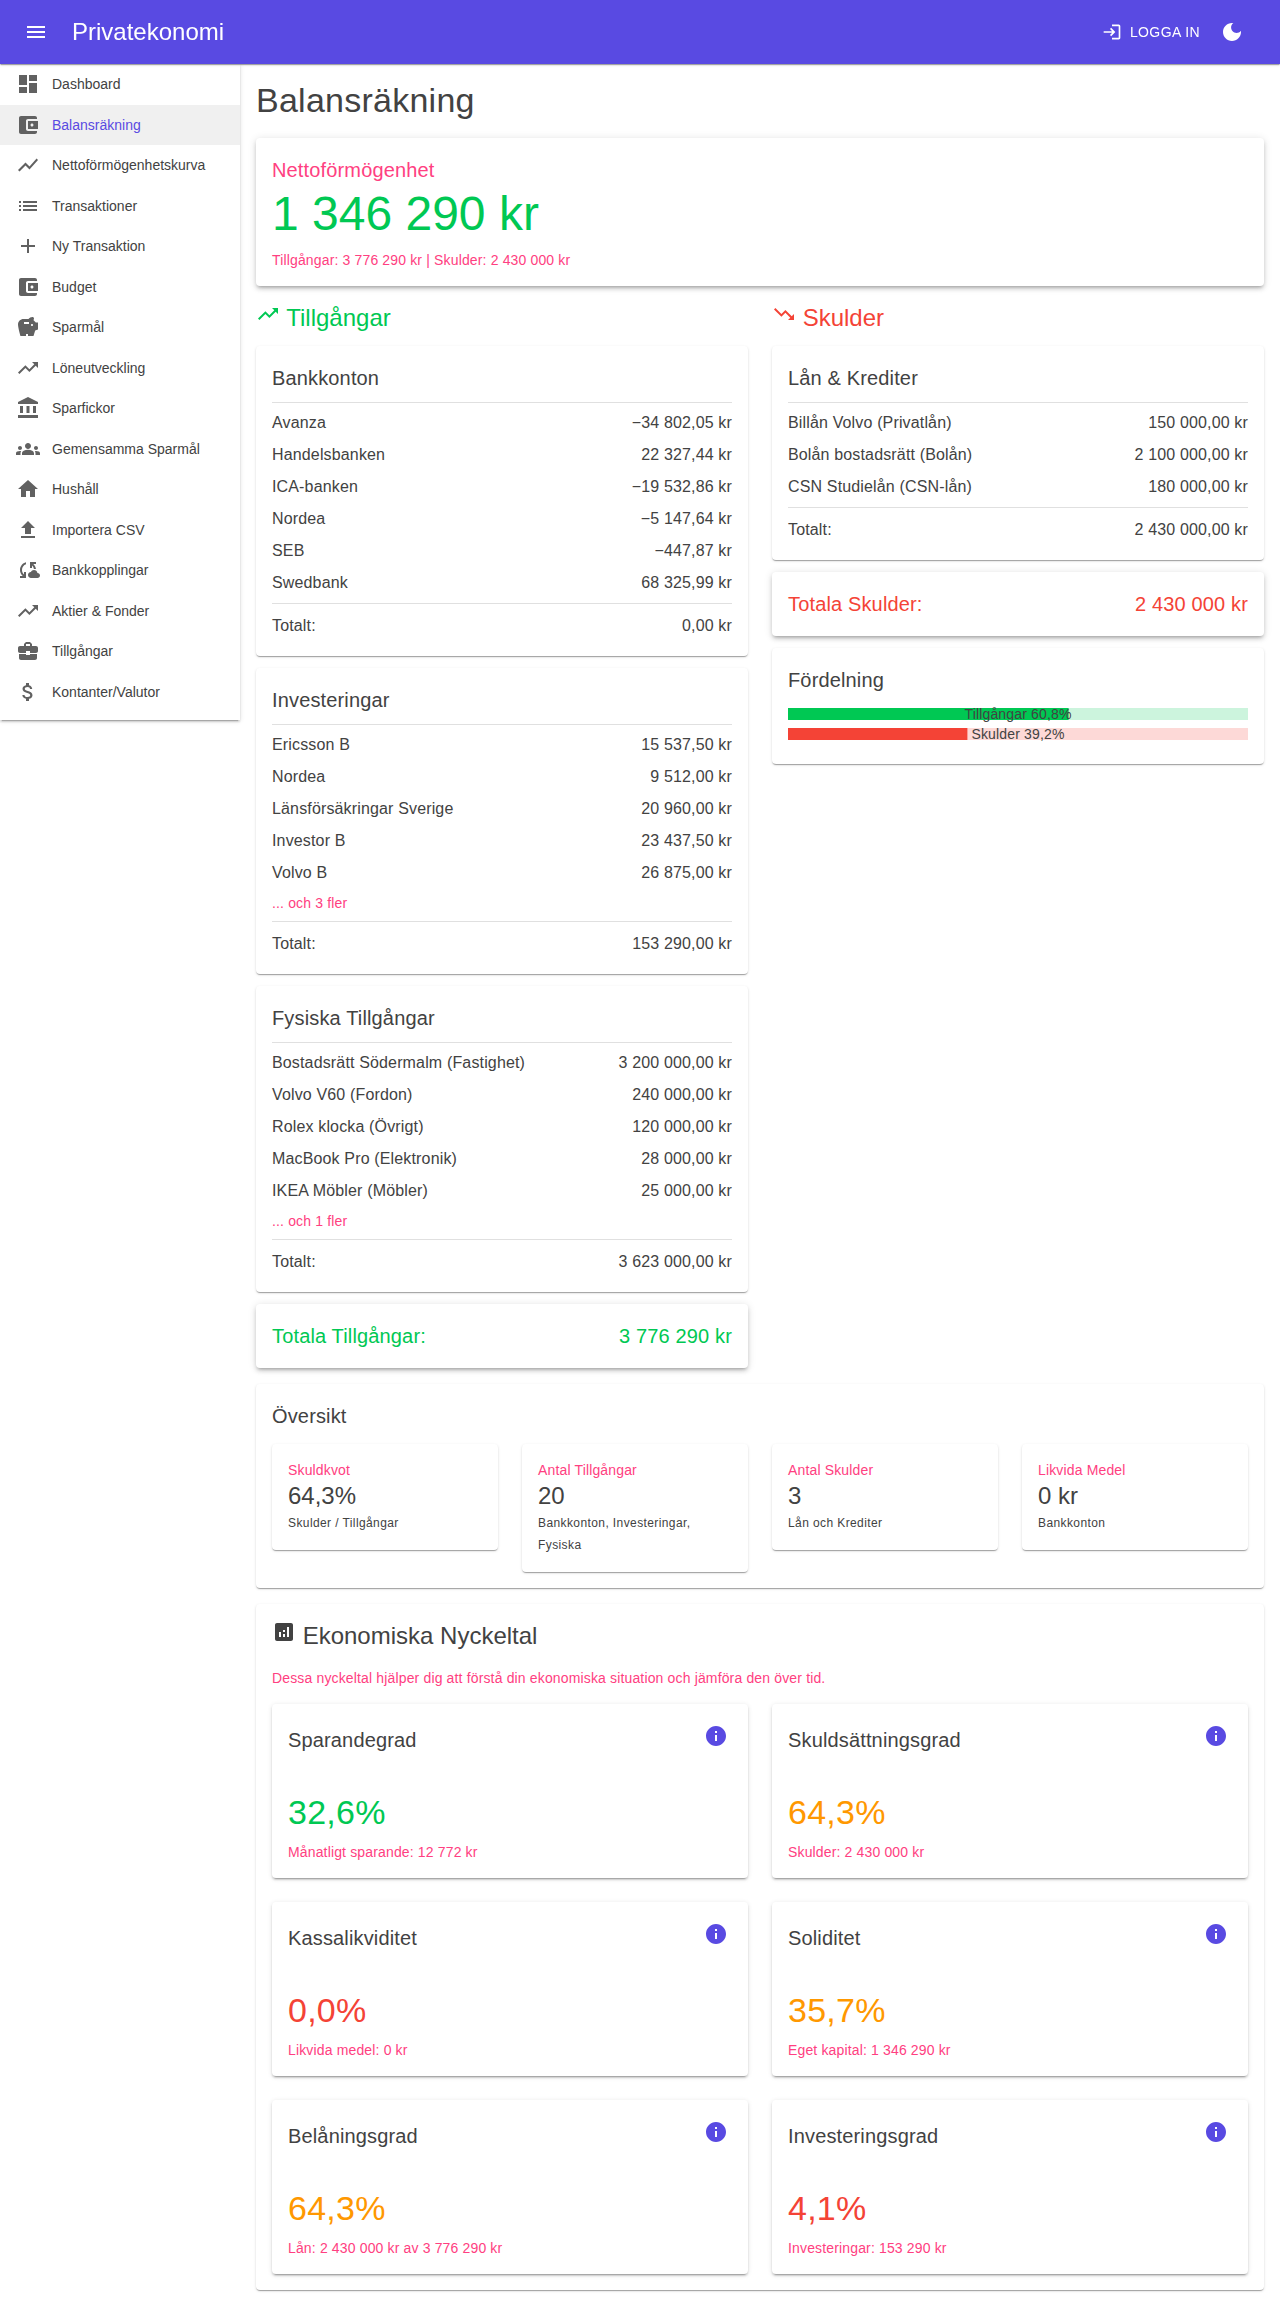 Privatekonomi
LOGGA IN
Dashboard
Balansräkning
Nettoförmögenhetskurva
Transaktioner
Ny Transaktion
Budget
Sparmål
Löneutveckling
Sparfickor
Gemensamma Sparmål
Hushåll
Importera CSV
Bankkopplingar
Aktier & Fonder
Tillgångar
Kontanter/Valutor
Balansräkning
Nettoförmögenhet
1 346 290 kr
Tillgångar: 3 776 290 kr | Skulder: 2 430 000 kr
Tillgångar
Bankkonton
Avanza −34 802,05 kr
Handelsbanken 22 327,44 kr
ICA-banken −19 532,86 kr
Nordea −5 147,64 kr
SEB −447,87 kr
Swedbank 68 325,99 kr
Totalt: 0,00 kr
Investeringar
Ericsson B 15 537,50 kr
Nordea 9 512,00 kr
Länsförsäkringar Sverige 20 960,00 kr
Investor B 23 437,50 kr
Volvo B 26 875,00 kr
... och 3 fler
Totalt: 153 290,00 kr
Fysiska Tillgångar
Bostadsrätt Södermalm (Fastighet) 3 200 000,00 kr
Volvo V60 (Fordon) 240 000,00 kr
Rolex klocka (Övrigt) 120 000,00 kr
MacBook Pro (Elektronik) 28 000,00 kr
IKEA Möbler (Möbler) 25 000,00 kr
... och 1 fler
Totalt: 3 623 000,00 kr
Totala Tillgångar: 3 776 290 kr
Skulder
Lån & Krediter
Billån Volvo (Privatlån) 150 000,00 kr
Bolån bostadsrätt (Bolån) 2 100 000,00 kr
CSN Studielån (CSN-lån) 180 000,00 kr
Totalt: 2 430 000,00 kr
Totala Skulder: 2 430 000 kr
Fördelning
Tillgångar 60,8%
Skulder 39,2%
Översikt
Skuldkvot
64,3%
Skulder / Tillgångar
Antal Tillgångar
20
Bankkonton, Investeringar,
Fysiska
Antal Skulder
3
Lån och Krediter
Likvida Medel
0 kr
Bankkonton
Ekonomiska Nyckeltal
Dessa nyckeltal hjälper dig att förstå din ekonomiska situation och jämföra den över tid.
Sparandegrad
32,6%
Månatligt sparande: 12 772 kr
Skuldsättningsgrad
64,3%
Skulder: 2 430 000 kr
Kassalikviditet
0,0%
Likvida medel: 0 kr
Soliditet
35,7%
Eget kapital: 1 346 290 kr
Belåningsgrad
64,3%
Lån: 2 430 000 kr av 3 776 290 kr
Investeringsgrad
4,1%
Investeringar: 153 290 kr